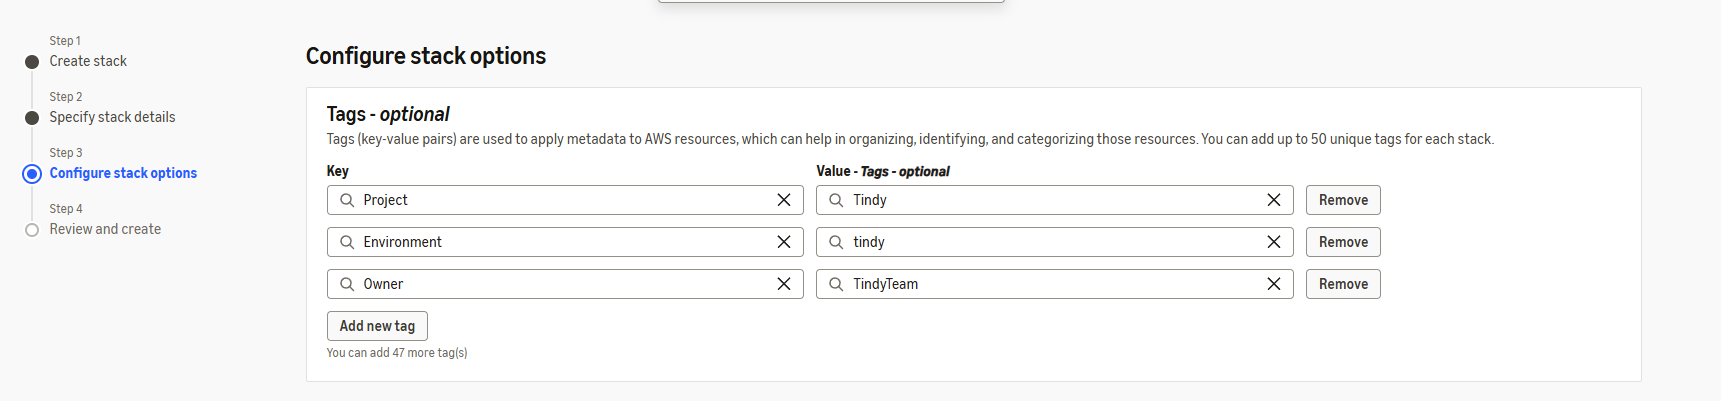 Step 1
Create stack
Step 2
Specify stack details
Step 3
Configure stack options
Step 4
Review and create
Configure stack options
Tags - optional
Tags (key-value pairs) are used to apply metadata to AWS resources, which can help in organizing, identifying, and categorizing those resources. You can add up to 50 unique tags for each stack.
Key Value - Tags - optional
Project Tindy Remove
Environment tindy Remove
Owner TindyTeam Remove
Add new tag
You can add 47 more tag(s)